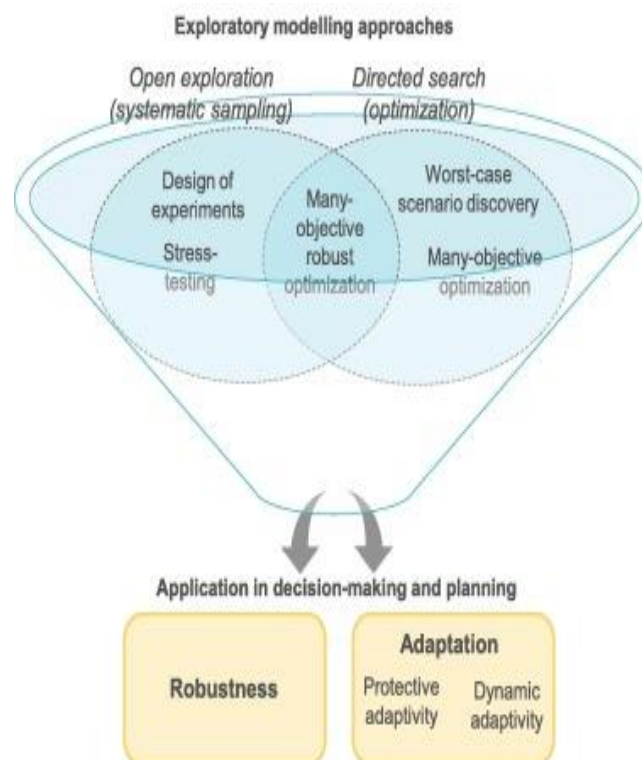 Exploratory modelling approaches
Open exploration
(systematic sampling)
Directed search
(optimization)
Design of
experiments
Stress-
testing
Many-
objective
robust
optimization
Worst-case
scenario discovery
Many-objective
optimization
Application in decision-making and planning
Robustness
Adaptation
Protective
adaptivity
Dynamic
adaptivity